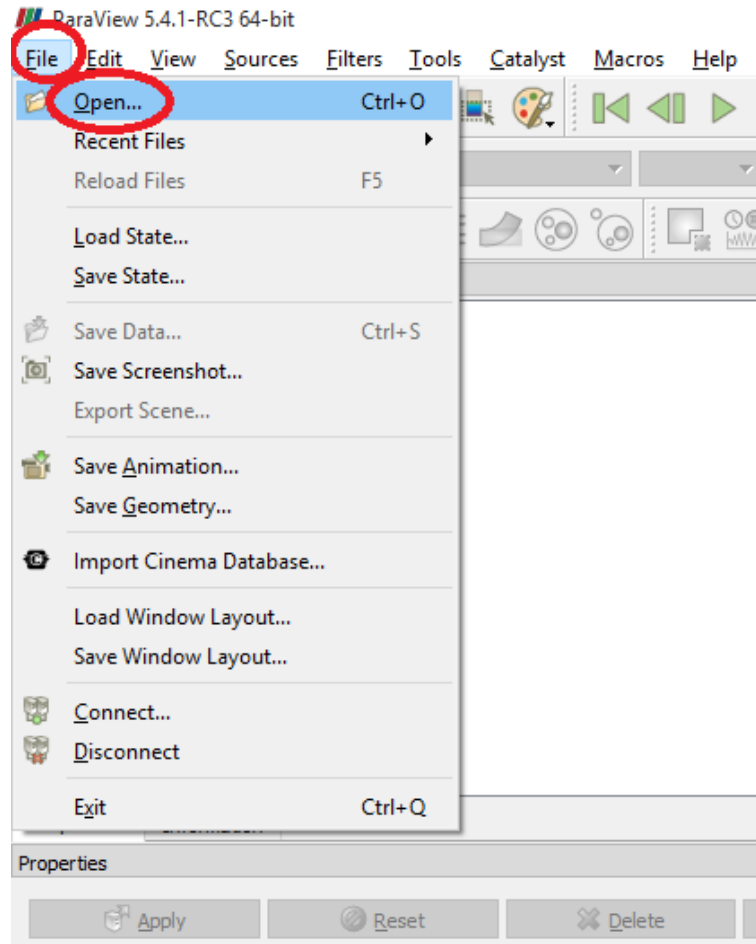 ParaView 5.4.1-RC3 64-bit
File Edit View Sources Filters Tools Catalyst Macros Help
Open... Ctrl+O
Recent Files
Reload Files F5
Load State...
Save State...
Save Data... Ctrl+S
Save Screenshot...
Export Scene...
Save Animation...
Save Geometry...
Import Cinema Database...
Load Window Layout...
Save Window Layout...
Connect...
Disconnect
Exit Ctrl+Q
Properties
Apply Reset Delete